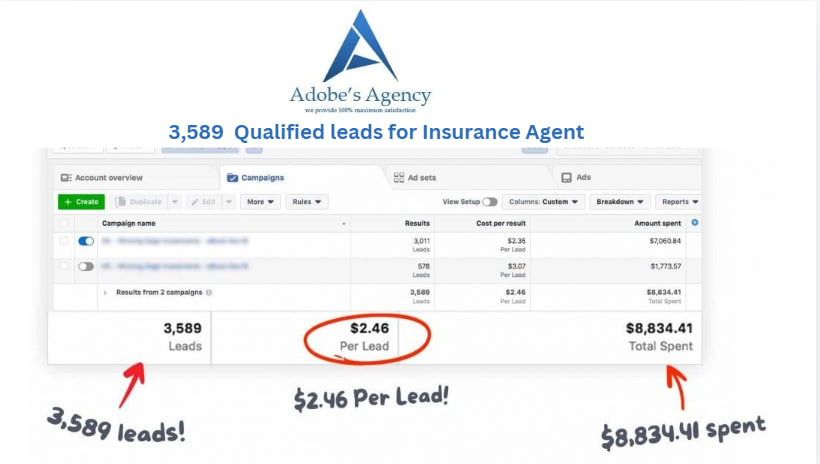 Adobe's Agency
we provide 100% maximum satisfaction
3,589 Qualified leads for Insurance Agent
Account overview
Campaigns
Ad sets
Ads
+ Create
Duplicate
Edit
More
Rules
View Setup
Columns: Custom
Breakdown
Reports
Campaign name
Results
Cost per result
Amount spent
3,011
$2.35
$7,060.84
Leads
Per Lead
578
$3.07
$1,773.57
Leads
Per Lead
Results from 2 campaigns
3,589
$2.46
$8,834.41
Leads
Per Lead
Total Spent
3,589
$2.46
$8,834.41
Leads
Per Lead
Total Spent
3,589 leads!
$2.46 Per Lead!
$8,834.41 spent